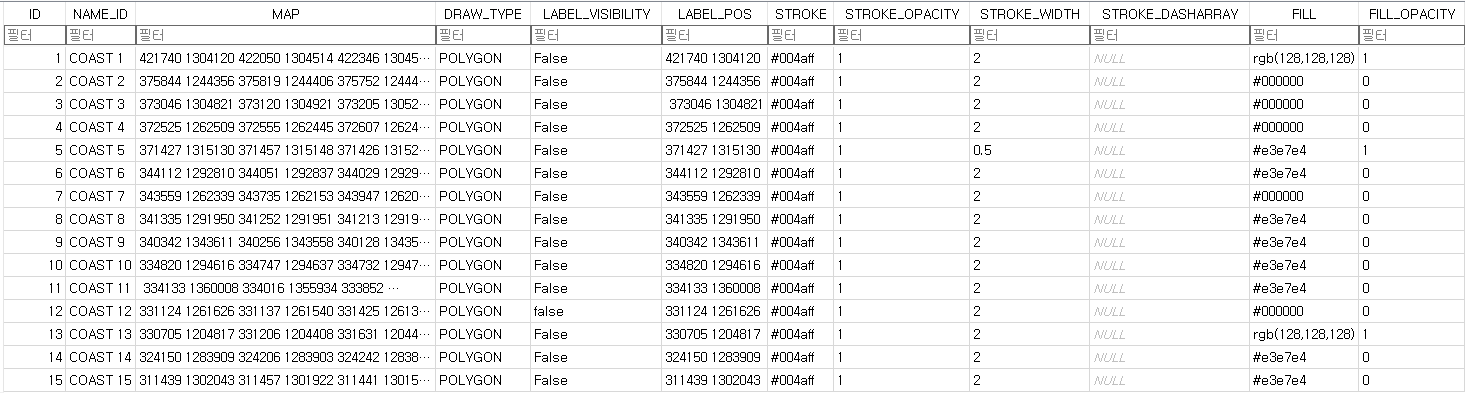 ID NAME_ID MAP DRAW_TYPE LABEL_VISIBILITY LABEL_POS STROKE STROKE_OPACITY STROKE_WIDTH STROKE_DASHARRAY FILL FILL_OPACITY
필터 필터 필터 필터 필터 필터 필터 필터 필터 필터 필터 필터
1 COAST 1 421740 1304120 422050 1304514 422346 13045… POLYGON False 421740 1304120 #004aff 1 2 NULL rgb(128,128,128) 1
2 COAST 2 375844 1244356 375819 1244406 375752 12444… POLYGON False 375844 1244356 #004aff 1 2 NULL #000000 0
3 COAST 3 373046 1304821 373120 1304921 373205 13052… POLYGON False 373046 1304821 #004aff 1 2 NULL #000000 0
4 COAST 4 372525 1262509 372555 1262445 372607 12624… POLYGON False 372525 1262509 #004aff 1 2 NULL #000000 0
5 COAST 5 371427 1315130 371457 1315148 371426 13152… POLYGON False 371427 1315130 #004aff 1 0.5 NULL #e3e7e4 1
6 COAST 6 344112 1292810 344051 1292837 344029 12929… POLYGON False 344112 1292810 #004aff 1 2 NULL #e3e7e4 0
7 COAST 7 343559 1262339 343735 1262153 343947 12620… POLYGON False 343559 1262339 #004aff 1 2 NULL #000000 0
8 COAST 8 341335 1291950 341252 1291951 341213 12919… POLYGON False 341335 1291950 #004aff 1 2 NULL #e3e7e4 0
9 COAST 9 340342 1343611 340256 1343558 340128 13435… POLYGON False 340342 1343611 #004aff 1 2 NULL #e3e7e4 0
10 COAST 10 334820 1294616 334747 1294637 334732 12947… POLYGON False 334820 1294616 #004aff 1 2 NULL #e3e7e4 0
11 COAST 11 334133 1360008 334016 1355934 333852 … POLYGON False 334133 1360008 #004aff 1 2 NULL #e3e7e4 0
12 COAST 12 331124 1261626 331137 1261540 331425 12613… POLYGON false 331124 1261626 #004aff 1 2 NULL #000000 0
13 COAST 13 330705 1204817 331206 1204408 331631 12044… POLYGON False 330705 1204817 #004aff 1 2 NULL rgb(128,128,128) 1
14 COAST 14 324150 1283909 324206 1283903 324242 12838… POLYGON False 324150 1283909 #004aff 1 2 NULL #e3e7e4 0
15 COAST 15 311439 1302043 311457 1301922 311441 13015… POLYGON False 311439 1302043 #004aff 1 2 NULL #e3e7e4 0